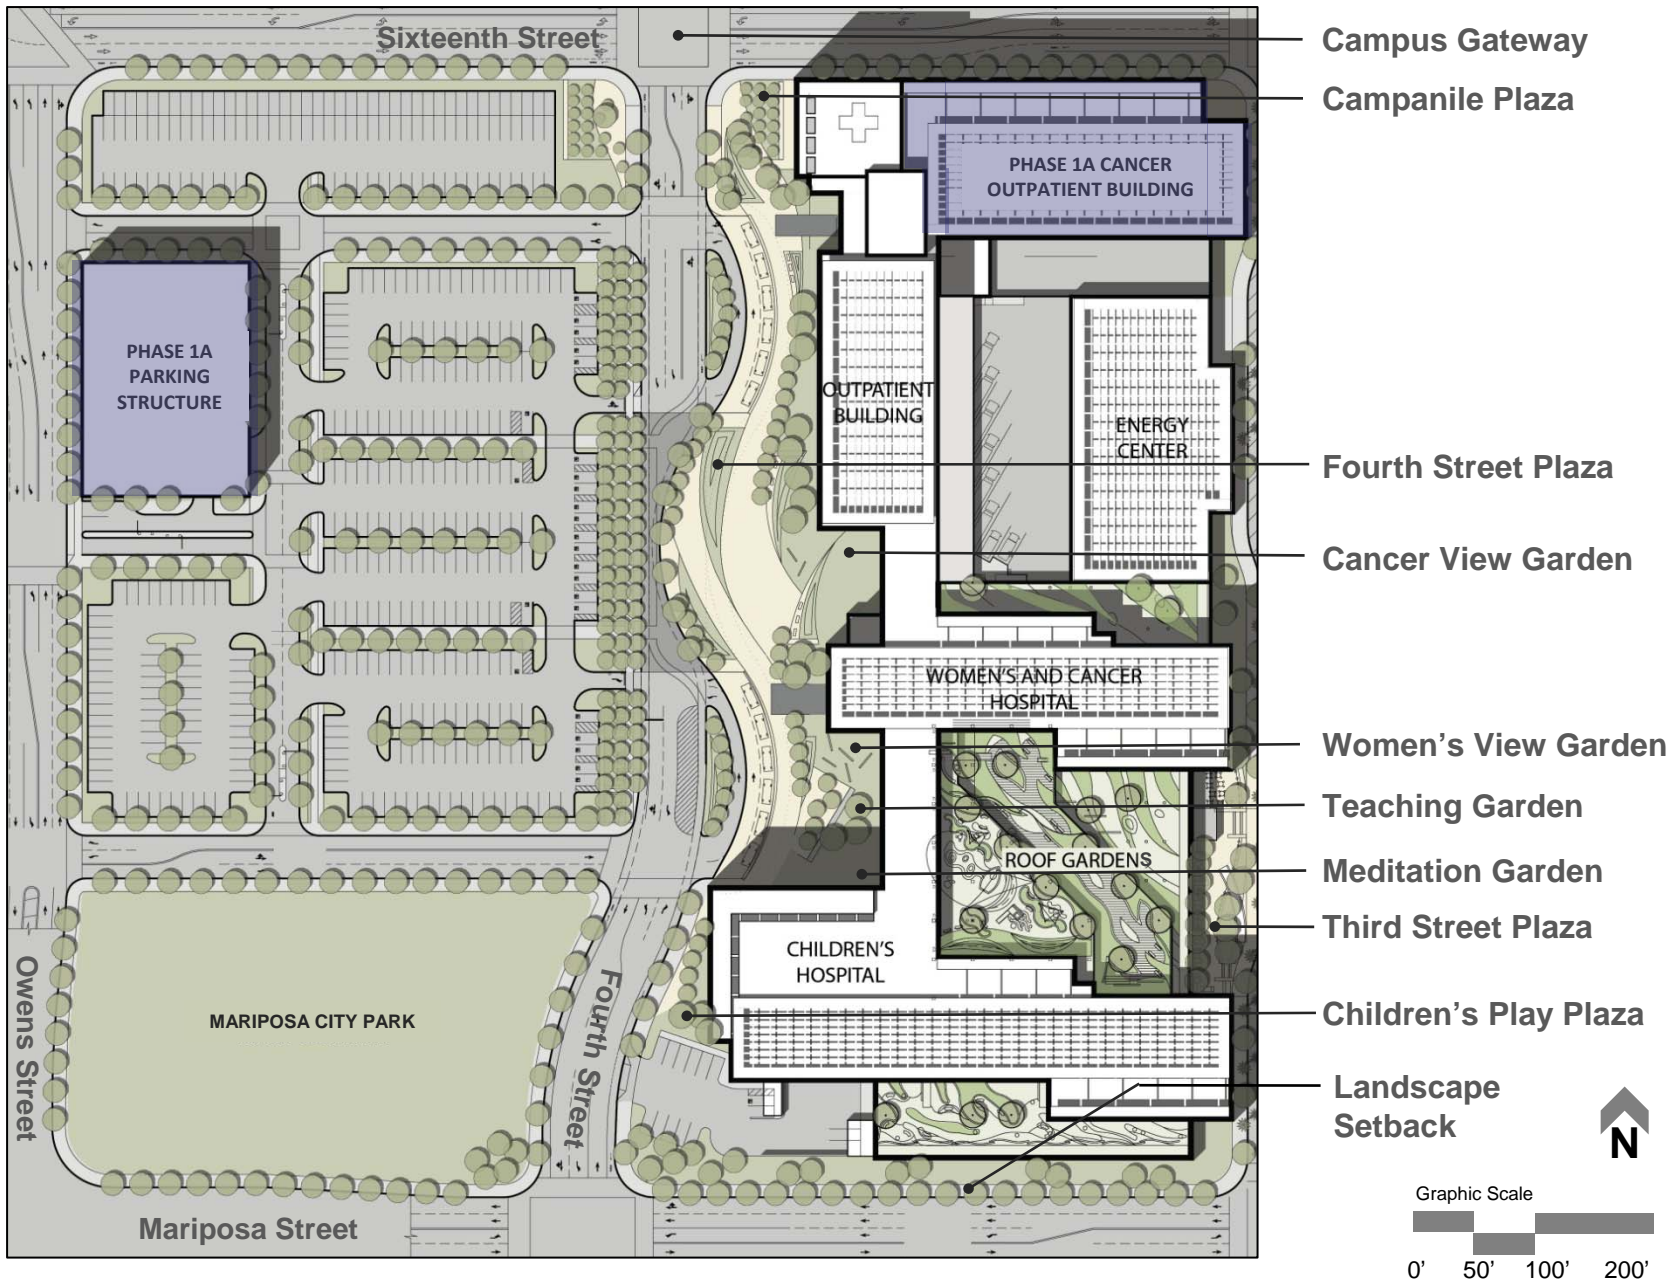 Sixteenth Street
Campus Gateway
Campanile Plaza
PHASE 1A CANCER
OUTPATIENT BUILDING
PHASE 1A
PARKING
STRUCTURE
OUTPATIENT
BUILDING
ENERGY
CENTER
Fourth Street Plaza
Cancer View Garden
WOMEN'S AND CANCER
HOSPITAL
Women’s View Garden
Teaching Garden
ROOF GARDENS
Meditation Garden
Third Street Plaza
CHILDREN'S
HOSPITAL
Owens Street
MARIPOSA CITY PARK
Fourth Street
Children’s Play Plaza
Landscape
Setback
N
Mariposa Street
Graphic Scale
0’ 50’ 100’ 200’